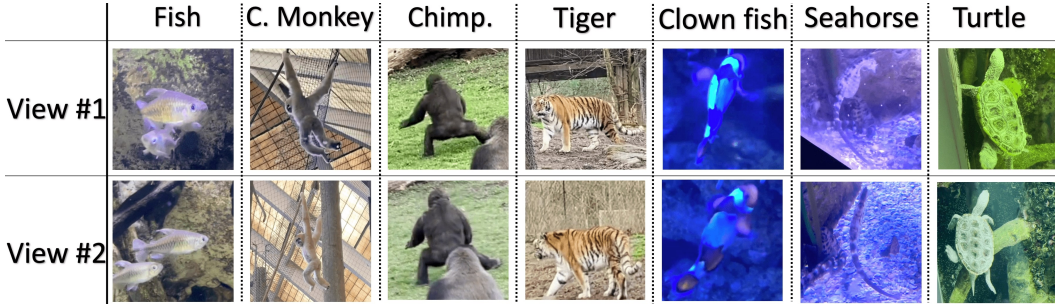 Fish C. Monkey Chimp. Tiger Clown fish Seahorse Turtle
View #1
View #2